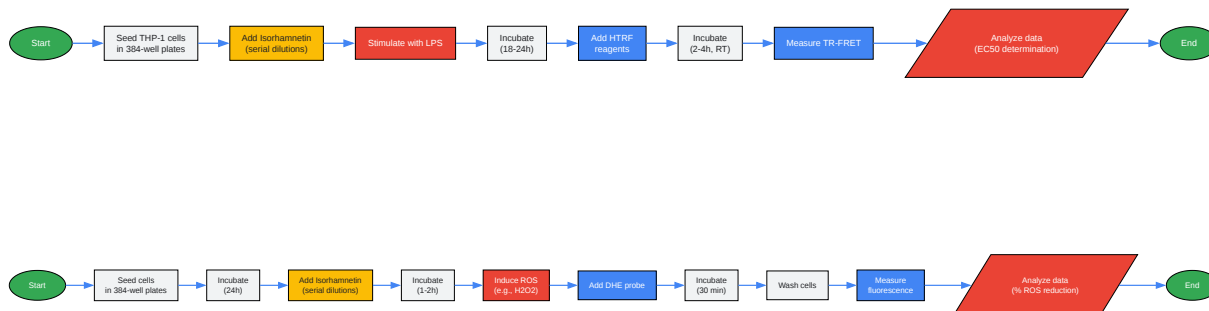 Start
Seed THP-1 cells
in 384-well plates
Add Isorhamnetin
(serial dilutions)
Stimulate with LPS
Incubate
(18-24h)
Add HTRF
reagents
Incubate
(2-4h, RT)
Measure TR-FRET
Analyze data
(EC50 determination)
End
Start
Seed cells
in 384-well plates
Incubate
(24h)
Add Isorhamnetin
(serial dilutions)
Incubate
(1-2h)
Induce ROS
(e.g., H2O2)
Add DHE probe
Incubate
(30 min)
Wash cells
Measure
fluorescence
Analyze data
(% ROS reduction)
End